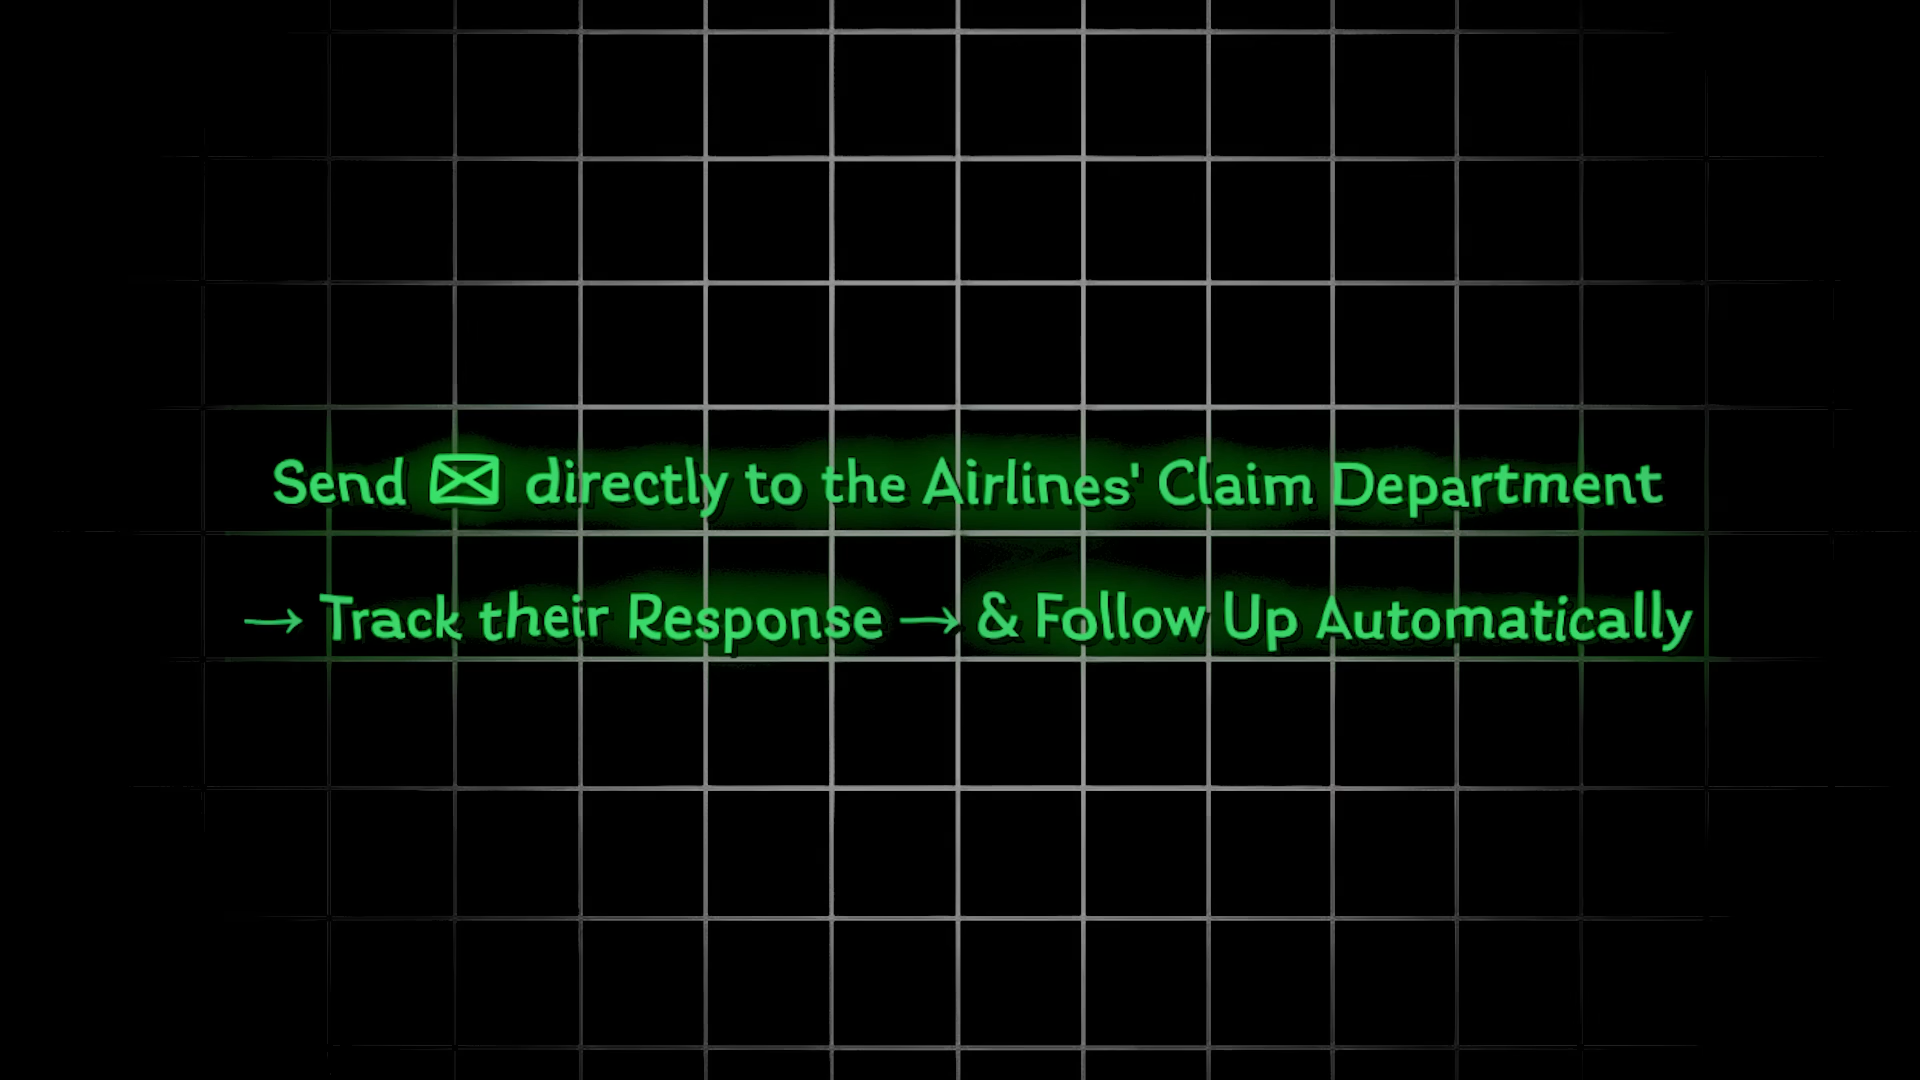 Send ✉ directly to the Airlines' Claim Department
→ Track their Response → & Follow Up Automatically